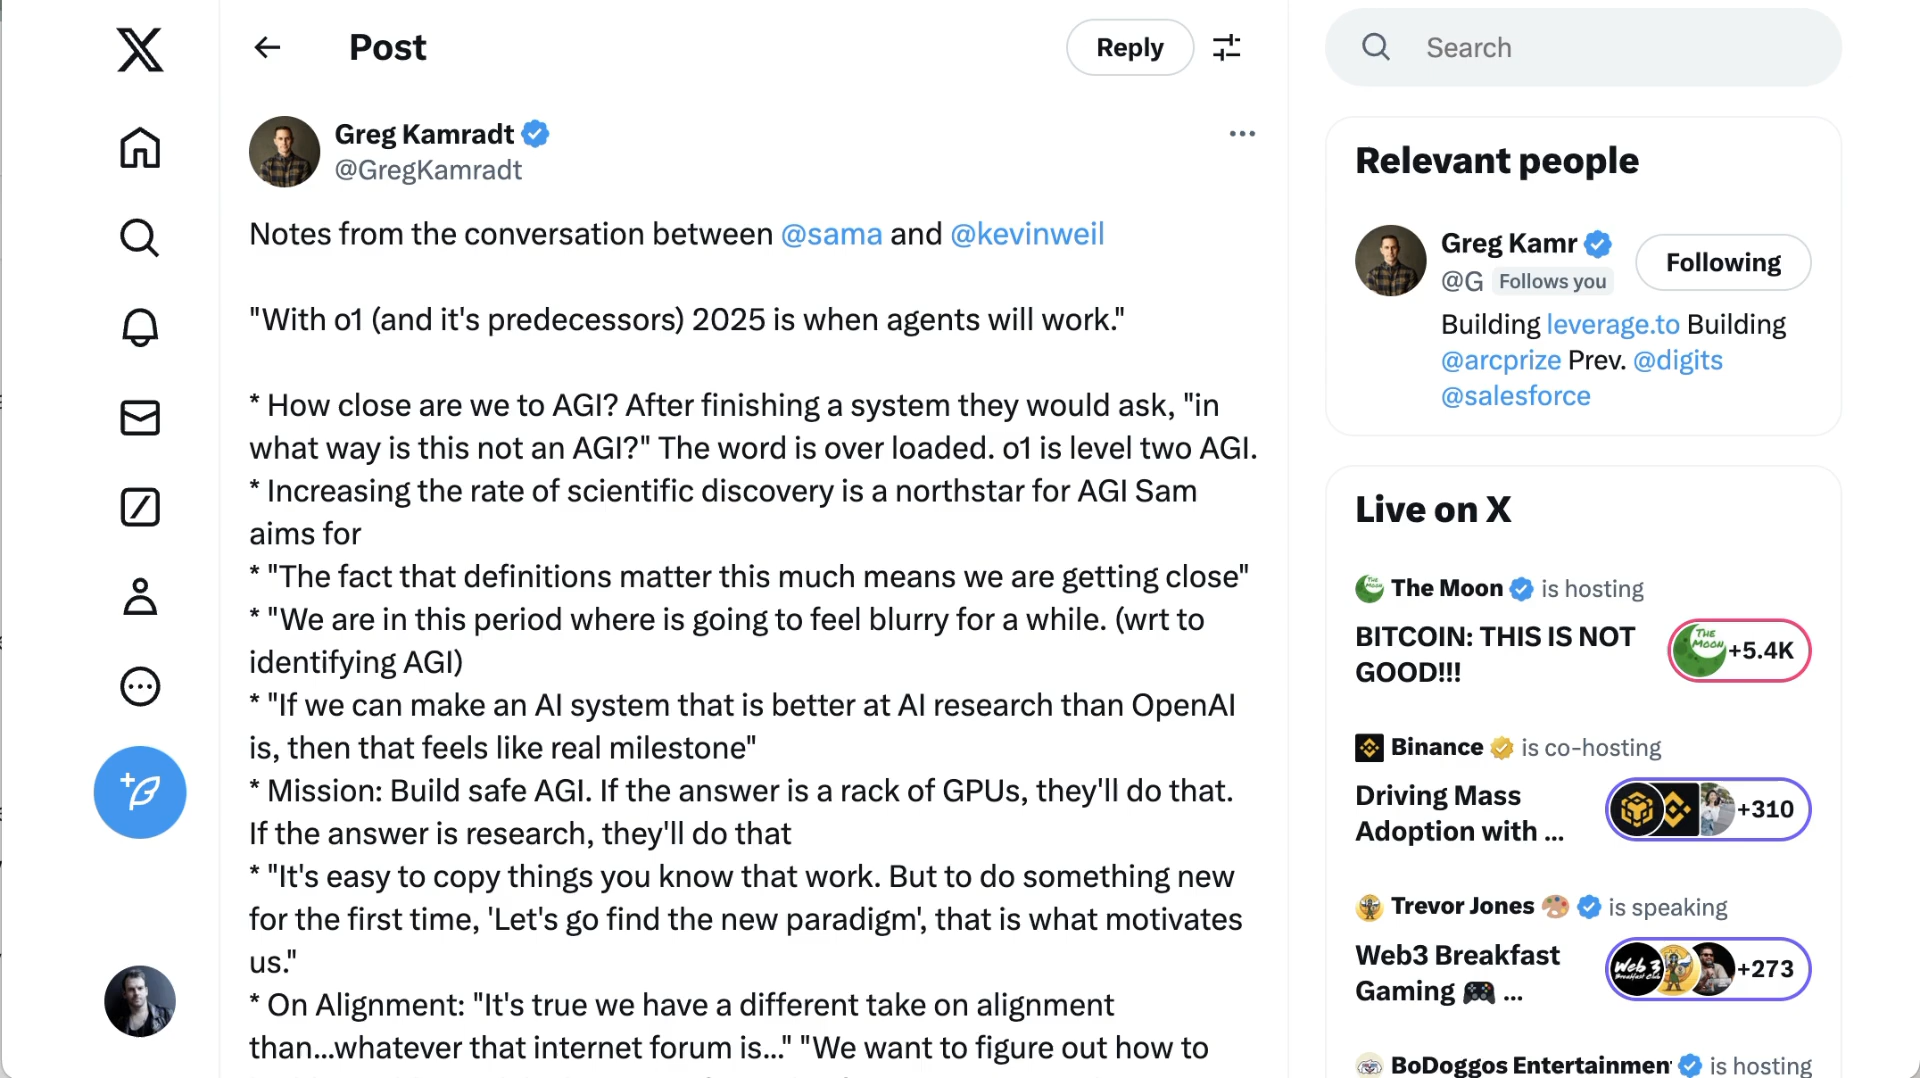 Post
Reply
Greg Kamradt
@GregKamradt
Notes from the conversation between @sama and @kevinweil
"With o1 (and it's predecessors) 2025 is when agents will work."
* How close are we to AGI? After finishing a system they would ask, "in
what way is this not an AGI?" The word is over loaded. o1 is level two AGI.
* Increasing the rate of scientific discovery is a northstar for AGI Sam
aims for
* "The fact that definitions matter this much means we are getting close"
* "We are in this period where is going to feel blurry for a while. (wrt to
identifying AGI)
* "If we can make an AI system that is better at AI research than OpenAI
is, then that feels like real milestone"
* Mission: Build safe AGI. If the answer is a rack of GPUs, they'll do that.
If the answer is research, they'll do that
* "It's easy to copy things you know that work. But to do something new
for the first time, 'Let's go find the new paradigm', that is what motivates
us."
* On Alignment: "It's true we have a different take on alignment
than...whatever that internet forum is..." "We want to figure out how to
Search
Relevant people
Greg Kamr
@G Follows you
Following
Building leverage.to Building
@arcprize Prev. @digits
@salesforce
Live on X
The Moon is hosting
BITCOIN: THIS IS NOT
GOOD!!!
THE
MOON
+5.4K
Binance is co-hosting
Driving Mass
Adoption with ...
+310
Trevor Jones 🎨 is speaking
Web3 Breakfast
Gaming 🎮 ...
Web 3
+273
BoDoggos Entertainmen is hosting